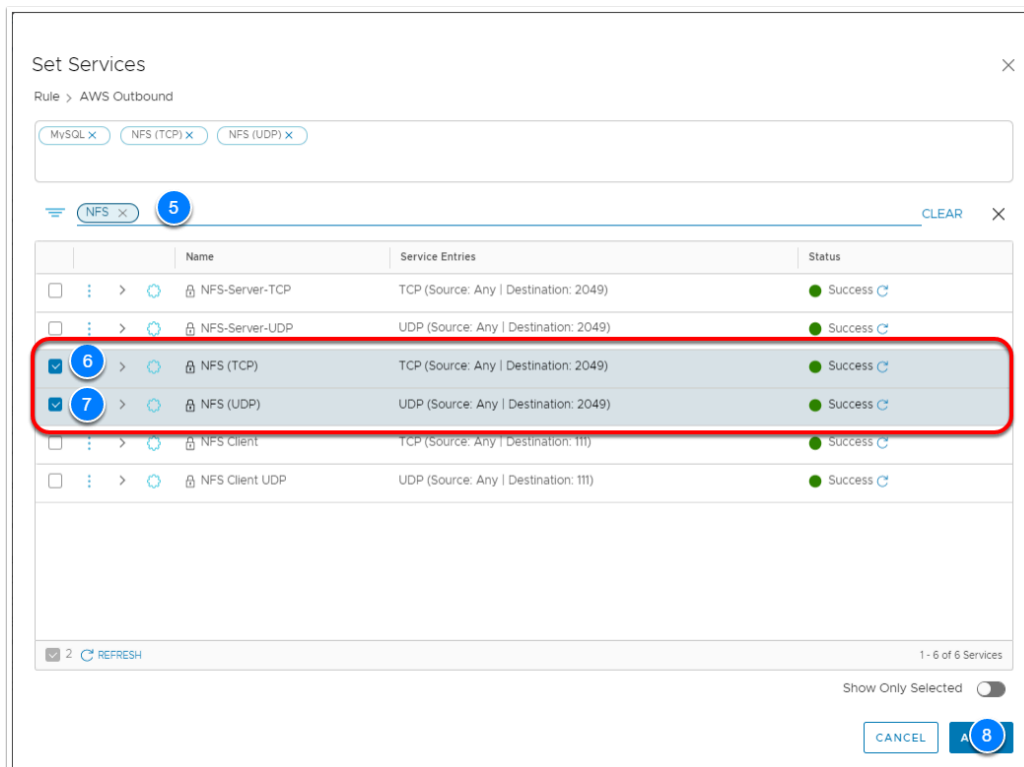 Set Services
Rule > AWS Outbound
MySQL NFS (TCP) NFS (UDP)
NFS 5 CLEAR
Name Service Entries Status
NFS-Server-TCP TCP (Source: Any | Destination: 2049) Success
NFS-Server-UDP UDP (Source: Any | Destination: 2049) Success
6 NFS (TCP) TCP (Source: Any | Destination: 2049) Success
7 NFS (UDP) UDP (Source: Any | Destination: 2049) Success
NFS Client TCP (Source: Any | Destination: 111) Success
NFS Client UDP UDP (Source: Any | Destination: 111) Success
2 REFRESH 1 - 6 of 6 Services
Show Only Selected
CANCEL 8